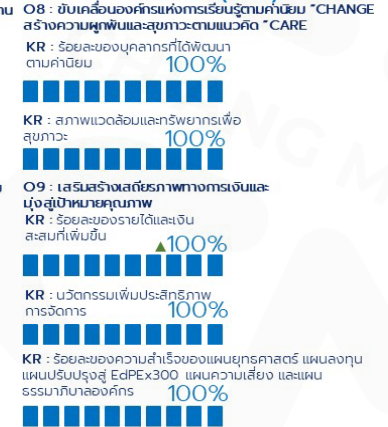 าน O8 : ขับเคลื่อนองค์กรแห่งการเรียนรู้ตามค่านิยม "CHANGE
สร้างความผูกพันและสุขภาวะตามแนวคิด "CARE
KR : ร้อยละของบุคลากรที่ได้พัฒนา
ตามค่านิยม
100%
KR : สภาพแวดล้อมและทรัพยากรเพื่อ
สุขภาวะ
100%
O9 : เสริมสร้างเสถียรภาพทางการเงินและ
มุ่งสู่เป้าหมายคุณภาพ
KR : ร้อยละของรายได้และเงิน
สะสมที่เพิ่มขึ้น
▲100%
KR : นวัตกรรมเพิ่มประสิทธิภาพ
การจัดการ
100%
KR : ร้อยละของความสำเร็จของแผนยุทธศาสตร์ แผนลงทุน
แผนปรับปรุงสู่ EdPEx300 แผนความเสี่ยง และแผน
ธรรมาภิบาลองค์กร
100%